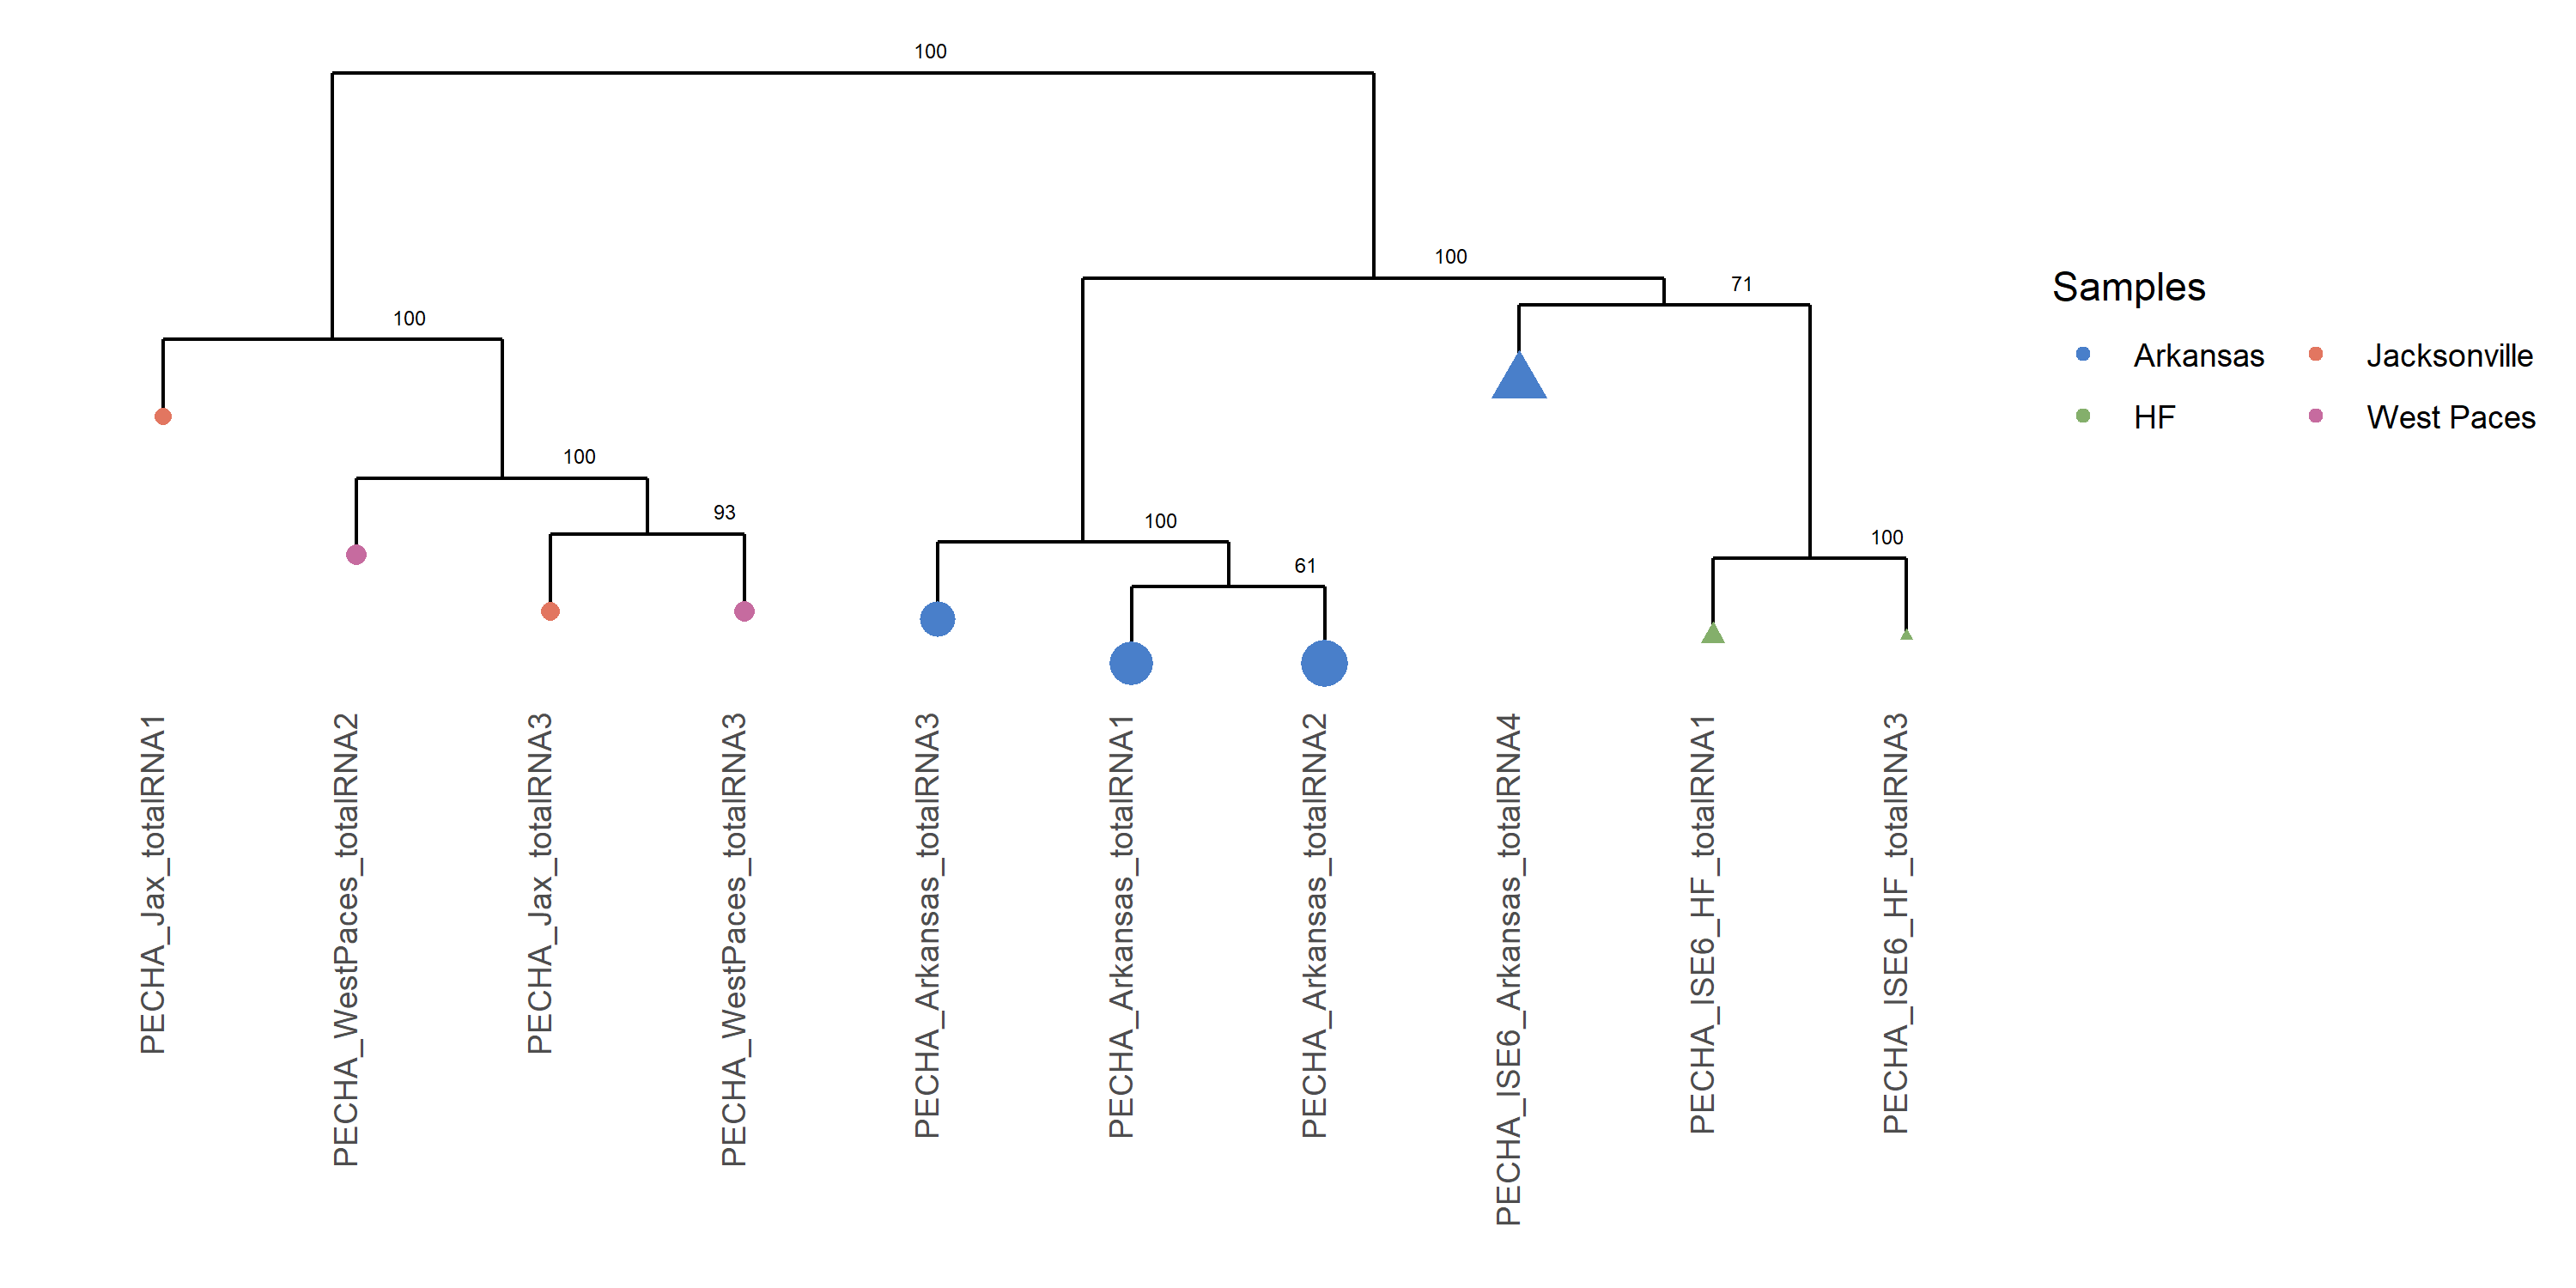 100
100
71
100
100
93
100
61
100
Samples
Arkansas
Jacksonville
HF
West Paces
PECHA_Jax_totalRNA1
PECHA_WestPaces_totalRNA2
PECHA_Jax_totalRNA3
PECHA_WestPaces_totalRNA3
PECHA_Arkansas_totalRNA3
PECHA_Arkansas_totalRNA1
PECHA_Arkansas_totalRNA2
PECHA_ISE6_Arkansas_totalRNA4
PECHA_ISE6_HF_totalRNA1
PECHA_ISE6_HF_totalRNA3